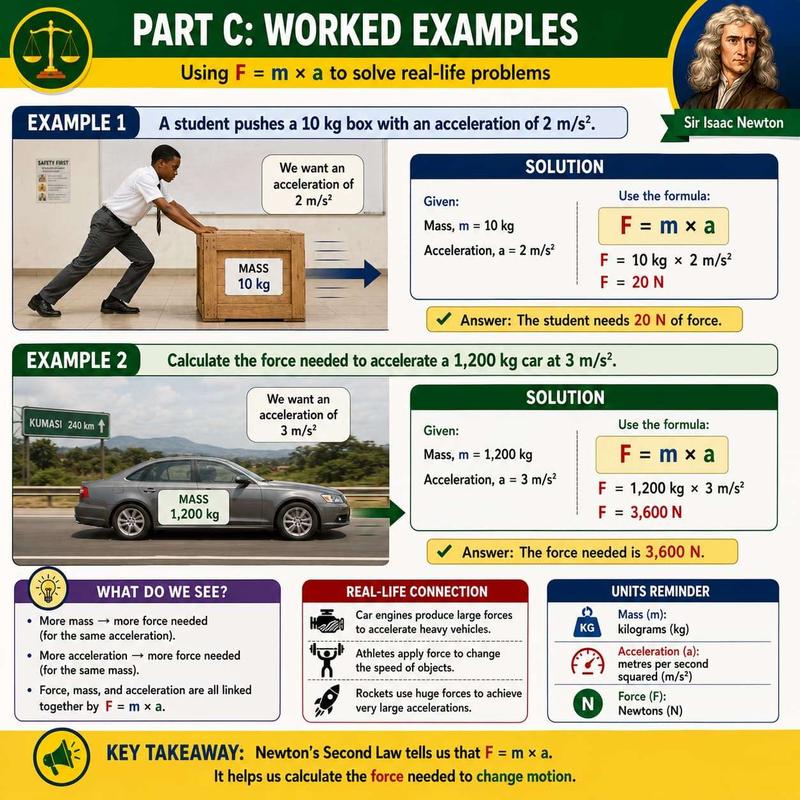 PART C: WORKED EXAMPLES
Using F = m × a to solve real-life problems
Sir Isaac Newton
EXAMPLE 1
A student pushes a 10 kg box with an acceleration of 2 m/s².
SAFETY FIRST
We want an
acceleration of
2 m/s²
MASS
10 kg
SOLUTION
Given:
Mass, m = 10 kg
Acceleration, a = 2 m/s²
Use the formula:
F = m × a
F = 10 kg × 2 m/s²
F = 20 N
✓ Answer: The student needs 20 N of force.
EXAMPLE 2
Calculate the force needed to accelerate a 1,200 kg car at 3 m/s².
KUMASI 240 km ↑
We want an
acceleration of
3 m/s²
MASS
1,200 kg
SOLUTION
Given:
Mass, m = 1,200 kg
Acceleration, a = 3 m/s²
Use the formula:
F = m × a
F = 1,200 kg × 3 m/s²
F = 3,600 N
✓ Answer: The force needed is 3,600 N.
WHAT DO WE SEE?
• More mass → more force needed
(for the same acceleration).
• More acceleration → more force needed
(for the same mass).
• Force, mass, and acceleration are all linked
together by F = m × a.
REAL-LIFE CONNECTION
Car engines produce large forces
to accelerate heavy vehicles.
Athletes apply force to change
the speed of objects.
Rockets use huge forces to achieve
very large accelerations.
UNITS REMINDER
KG
Mass (m):
kilograms (kg)
Acceleration (a):
metres per second
squared (m/s²)
N
Force (F):
Newtons (N)
KEY TAKEAWAY: Newton's Second Law tells us that F = m × a.
It helps us calculate the force needed to change motion.